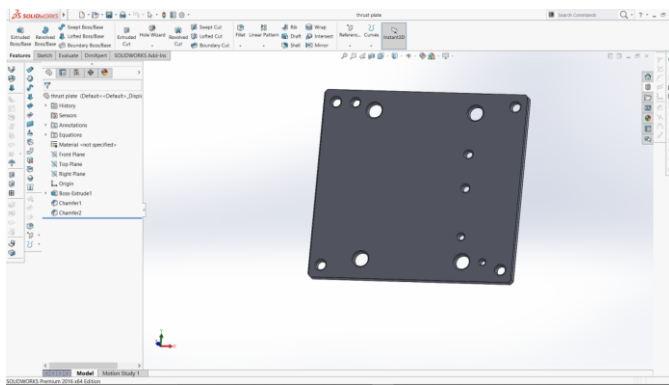 SOLIDWORKS
thrust plate
Search Commands
Extruded Boss/Base
Revolved Boss/Base
Swept Boss/Base
Lofted Boss/Base
Boundary Boss/Base
Extruded Cut
Hole Wizard
Revolved Cut
Swept Cut
Lofted Cut
Boundary Cut
Fillet
Linear Pattern
Rib
Draft
Shell
Wrap
Intersect
Mirror
Referenc...
Curves
Instant3D
Features
Sketch
Evaluate
DimXpert
SOLIDWORKS Add-Ins
thrust plate (Default<<Default>_Displ
History
Sensors
Annotations
Equations
Material <not specified>
Front Plane
Top Plane
Right Plane
Origin
Boss-Extrude1
Chamfer1
Chamfer2
Model
Motion Study 1
SOLIDWORKS Premium 2016 x64 Edition